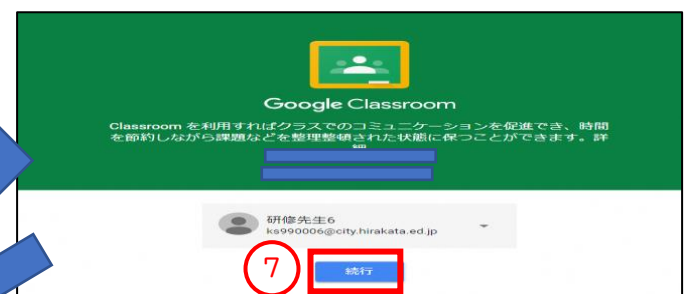 Google Classroom
Classroom を利用すればクラスでのコミュニケーションを促進でき、時間
を節約しながら課題などを整理整頓された状態に保つことができます。詳
研修先生6
ks990006@city.hirakata.ed.jp
7
続行